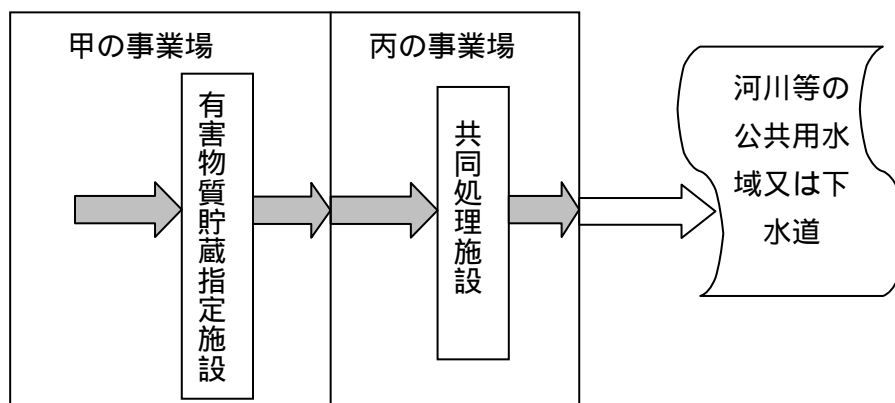 甲の事業場
丙の事業場
有害物質貯蔵指定施設
共同処理施設
河川等の
公共用水
域又は下
水道